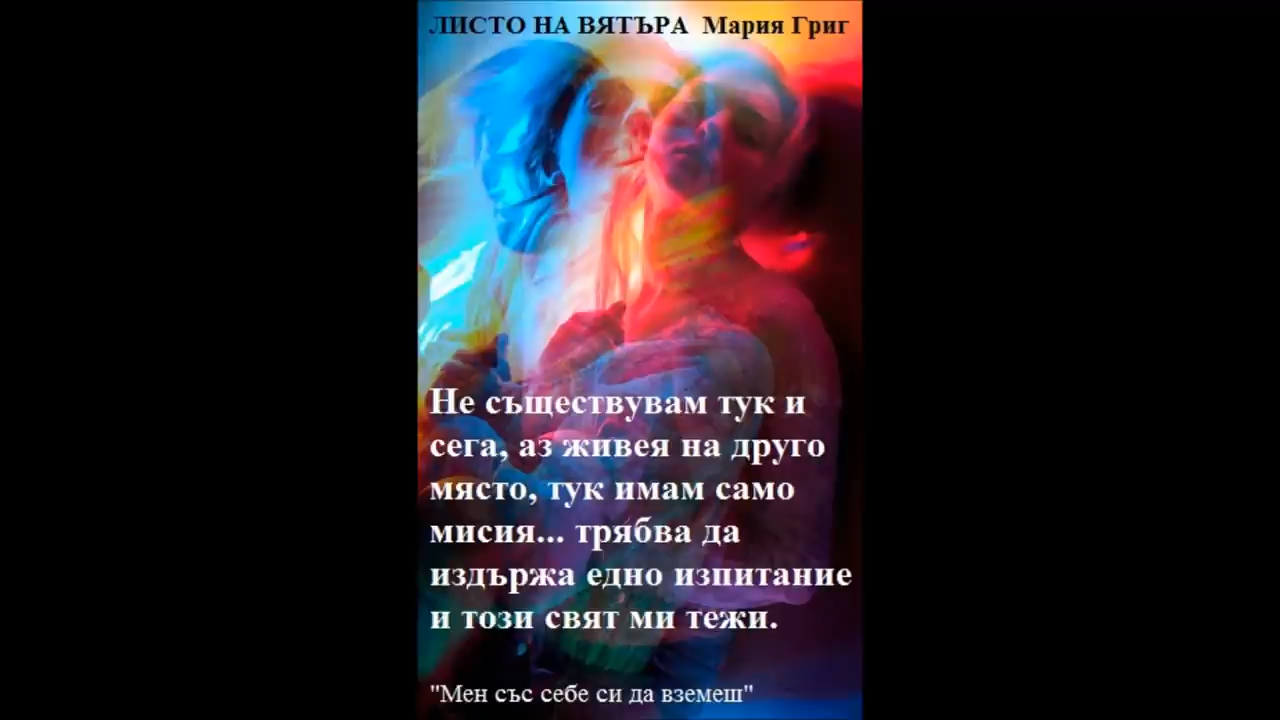 ЛИСТО НА ВЯТЪРА Мария Григ
Не съществувам тук и
сега, аз живея на друго
място, тук имам само
мисия... трябва да
издържа едно изпитание
и този свят ми тежи.
"Мен със себе си да вземеш"